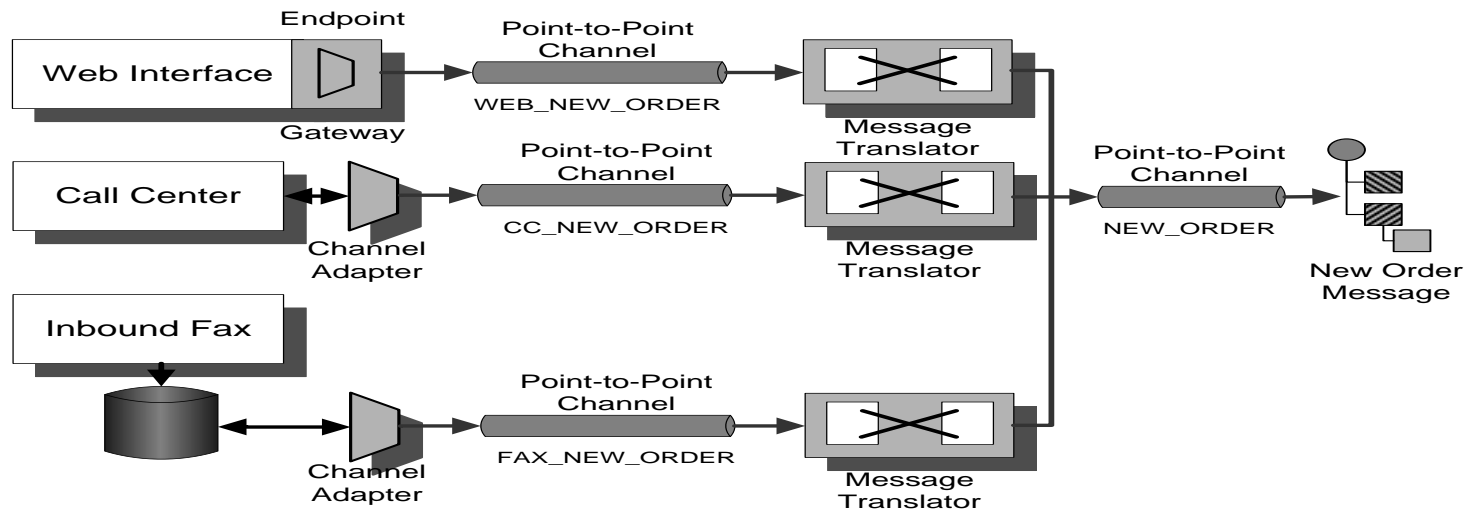 Endpoint
Web Interface
Gateway
Point-to-Point
Channel
WEB_NEW_ORDER
Message
Translator
Call Center
Channel
Adapter
Point-to-Point
Channel
CC_NEW_ORDER
Message
Translator
Point-to-Point
Channel
NEW_ORDER
New Order
Message
Inbound Fax
Channel
Adapter
Point-to-Point
Channel
FAX_NEW_ORDER
Message
Translator